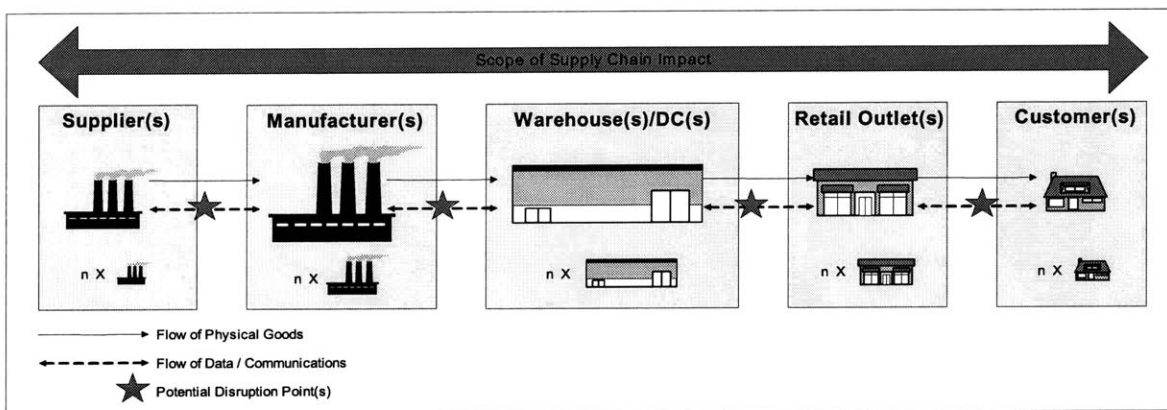 Scope of Supply Chain Impact
Supplier(s)
Manufacturer(s)
Warehouse(s)/DC(s)
Retail Outlet(s)
Customer(s)
n X
n X
n X
n X
n X
Flow of Physical Goods
Flow of Data / Communications
Potential Disruption Point(s)